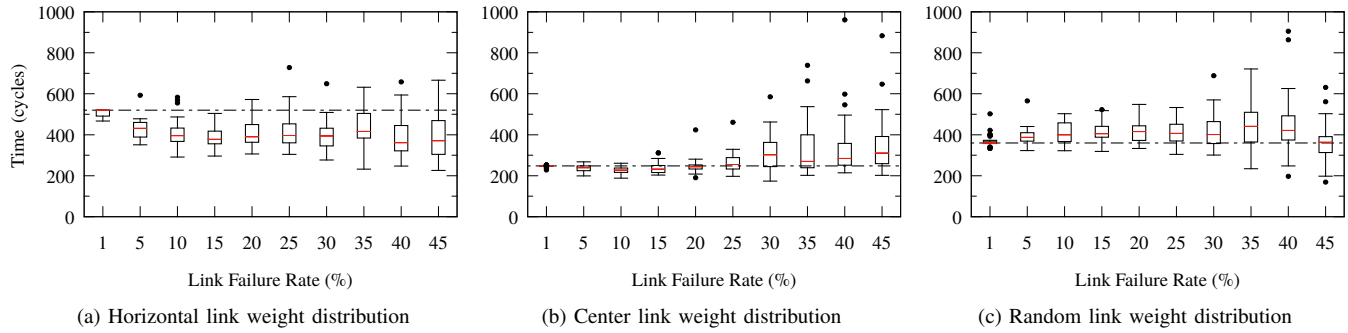 1000 1000 1000
800 800 800
600 600 600
400 400 400
200 200 200
0 0 0
Time (cycles)
1 5 10 15 20 25 30 35 40 45 1 5 10 15 20 25 30 35 40 45 1 5 10 15 20 25 30 35 40 45
Link Failure Rate (%) Link Failure Rate (%) Link Failure Rate (%)
(a) Horizontal link weight distribution (b) Center link weight distribution (c) Random link weight distribution